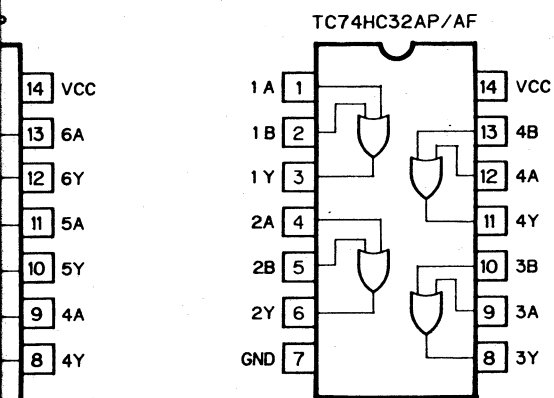 14 VCC
13 6A
12 6Y
11 5A
10 5Y
9 4A
8 4Y
TC74HC32AP/AF
1A 1
1B 2
1Y 3
2A 4
2B 5
2Y 6
GND 7
14 VCC
13 4B
12 4A
11 4Y
10 3B
9 3A
8 3Y